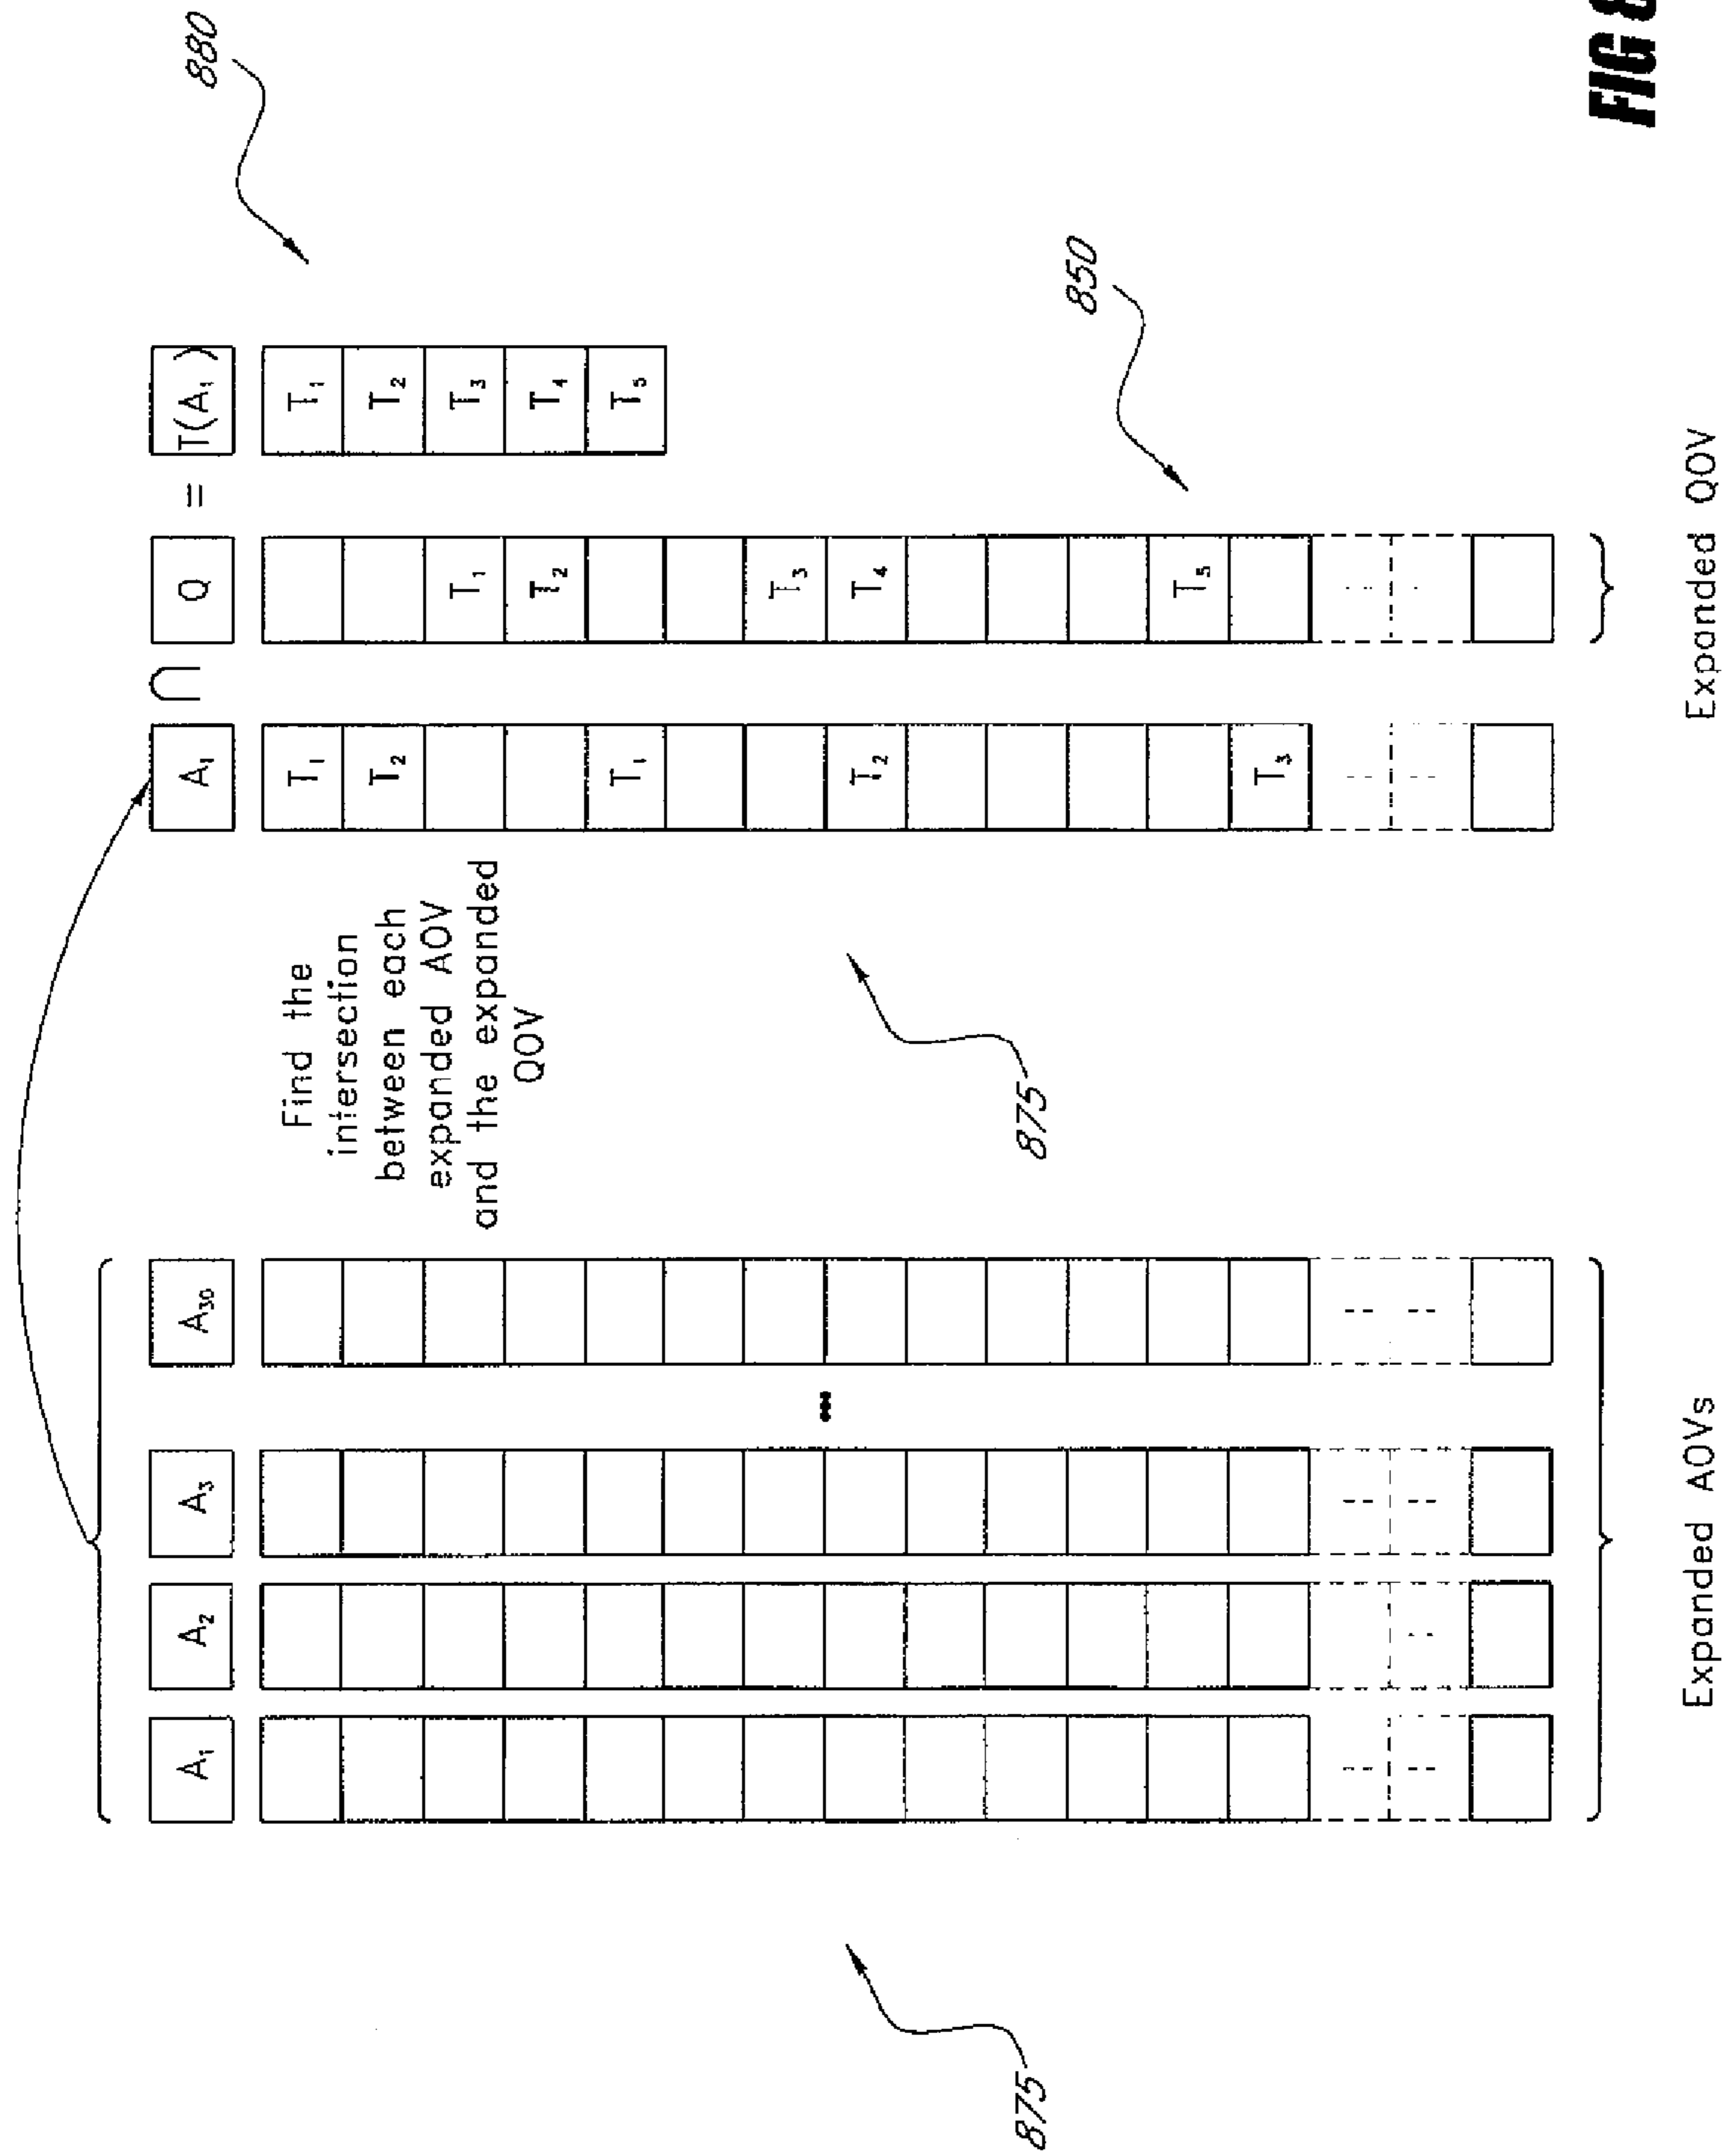 880
A₁ A₂ A₃ A₃₀ A₁ ∩ Q = T(A₁)
T₁ T₁
T₂ T₂
T₁ T₃
T₂ T₄
T₁ T₅
T₃
T₂ T₄
T₅
T₃
Find the
intersection
between each
expanded AOV
and the expanded
QOV
•••
875
875
850
Expanded AOVs
Expanded QOV
FIG 8